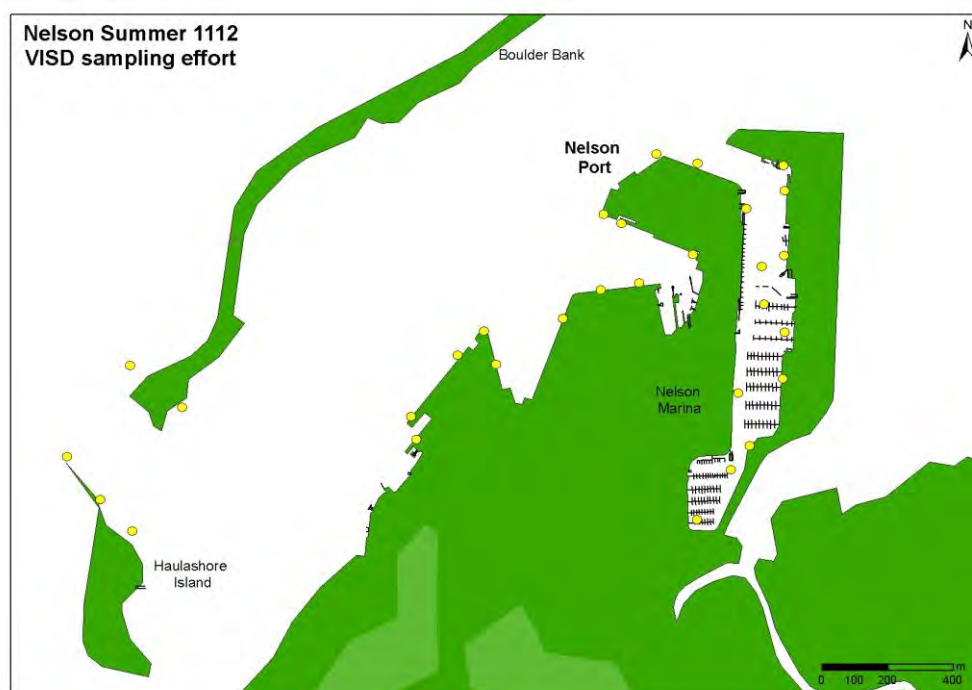 Nelson Summer 1112
VISD sampling effort
Boulder Bank
N
Nelson
Port
Nelson
Marina
Haulashore
Island
m
0 100 200 400